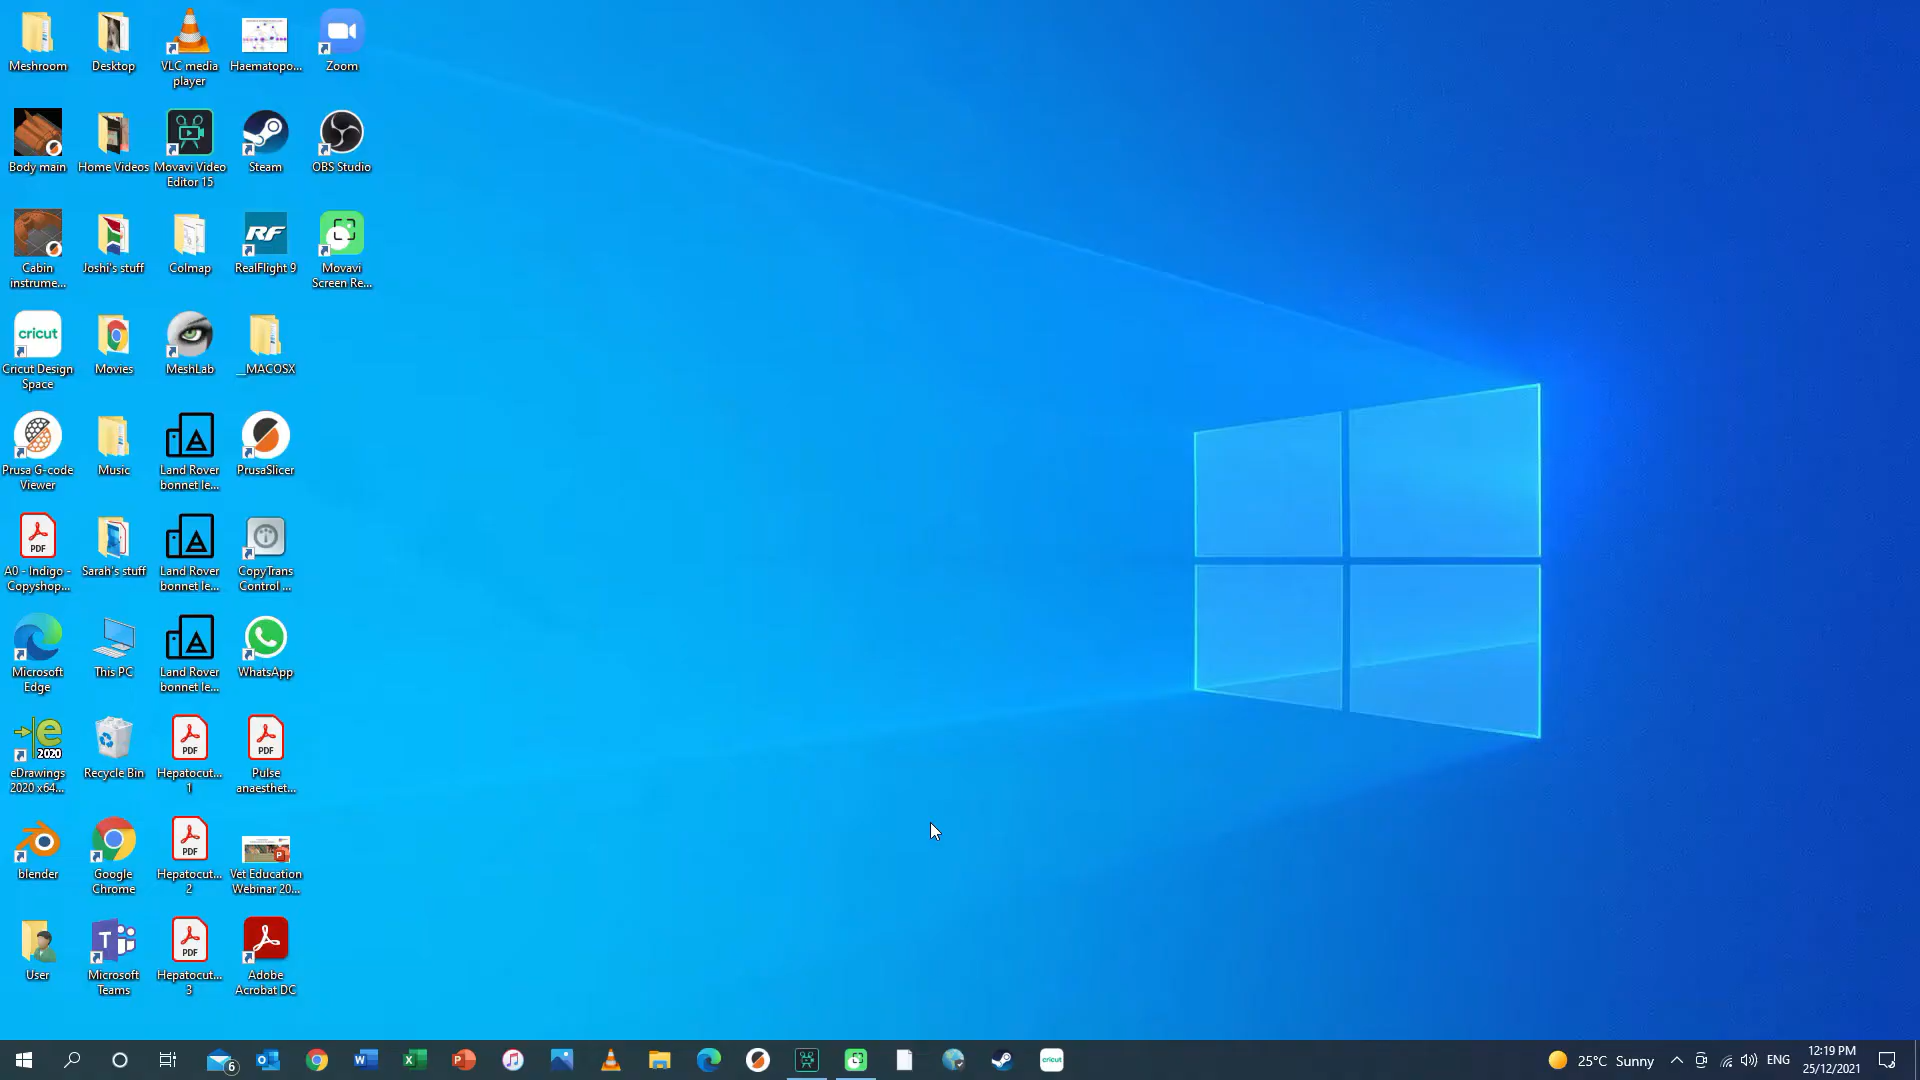 Meshroom
Desktop
VLC media
player
Haematopo...
Zoom
Body main
Home Videos
Movavi Video
Editor 15
Steam
OBS Studio
Cabin
instrume...
Joshi's stuff
Colmap
RF
RealFlight 9
Movavi
Screen Re...
cricut
Cricut Design
Space
Movies
MeshLab
__MACOSX
Prusa G-code
Viewer
Music
Land Rover
bonnet le...
PrusaSlicer
PDF
A0 - Indigo -
Copyshop...
Sarah's stuff
Land Rover
bonnet le...
CopyTrans
Control ...
Microsoft
Edge
This PC
Land Rover
bonnet le...
WhatsApp
e
2020
eDrawings
2020 x64...
Recycle Bin
PDF
Hepatocut...
1
PDF
Pulse
anaesthet...
blender
Google
Chrome
PDF
Hepatocut...
2
P
Vet Education
Webinar 20...
User
T
Microsoft
Teams
PDF
Hepatocut...
3
Adobe
Acrobat DC
6
W
X
P
cricut
25°C Sunny
ENG
12:19 PM
25/12/2021